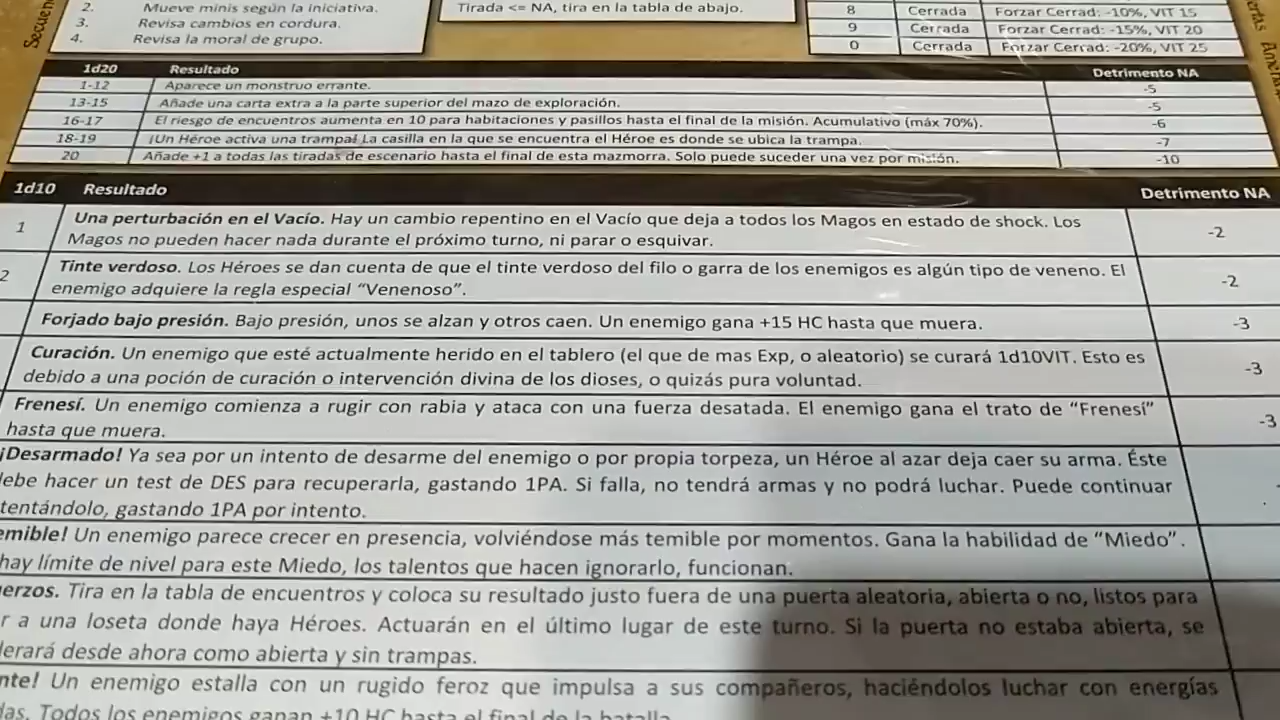 Secuen
2. Mueve minis según la iniciativa.
3. Revisa cambios en cordura.
4. Revisa la moral de grupo.
Tirada <= NA, tira en la tabla de abajo.
8 Cerrada Forzar Cerrad: -10%, VIT 15
9 Cerrada Forzar Cerrad: -15%, VIT 20
0 Cerrada Forzar Cerrad: -20%, VIT 25
1d20 Resultado Detrimento NA
1-12 Aparece un monstruo errante. -5
13-15 Añade una carta extra a la parte superior del mazo de exploración. -5
16-17 El riesgo de encuentros aumenta en 10 para habitaciones y pasillos hasta el final de la misión. Acumulativo (máx 70%). -6
18-19 ¡Un Héroe activa una trampa! La casilla en la que se encuentra el Héroe es donde se ubica la trampa. -7
20 Añade +1 a todas las tiradas de escenario hasta el final de esta mazmorra. Solo puede suceder una vez por misión. -10
1d10 Resultado Detrimento NA
1 Una perturbación en el Vacío. Hay un cambio repentino en el Vacío que deja a todos los Magos en estado de shock. Los -2
Magos no pueden hacer nada durante el próximo turno, ni parar o esquivar.
2 Tinte verdoso. Los Héroes se dan cuenta de que el tinte verdoso del filo o garra de los enemigos es algún tipo de veneno. El -2
enemigo adquiere la regla especial “Venenoso”.
Forjado bajo presión. Bajo presión, unos se alzan y otros caen. Un enemigo gana +15 HC hasta que muera. -3
Curación. Un enemigo que esté actualmente herido en el tablero (el que de mas Exp, o aleatorio) se curará 1d10VIT. Esto es -3
debido a una poción de curación o intervención divina de los dioses, o quizás pura voluntad.
Frenesí. Un enemigo comienza a rugir con rabia y ataca con una fuerza desatada. El enemigo gana el trato de “Frenesí” -3
hasta que muera.
¡Desarmado! Ya sea por un intento de desarme del enemigo o por propia torpeza, un Héroe al azar deja caer su arma. Éste
debe hacer un test de DES para recuperarla, gastando 1PA. Si falla, no tendrá armas y no podrá luchar. Puede continuar
tentándolo, gastando 1PA por intento.
emible! Un enemigo parece crecer en presencia, volviéndose más temible por momentos. Gana la habilidad de “Miedo”.
hay límite de nivel para este Miedo, los talentos que hacen ignorarlo, funcionan.
erzos. Tira en la tabla de encuentros y coloca su resultado justo fuera de una puerta aleatoria, abierta o no, listos para
r a una loseta donde haya Héroes. Actuarán en el último lugar de este turno. Si la puerta no estaba abierta, se
derará desde ahora como abierta y sin trampas.
nte! Un enemigo estalla con un rugido feroz que impulsa a sus compañeros, haciéndolos luchar con energías
das. Todos los enemigos ganan +10 HC hasta el final de la batalla.